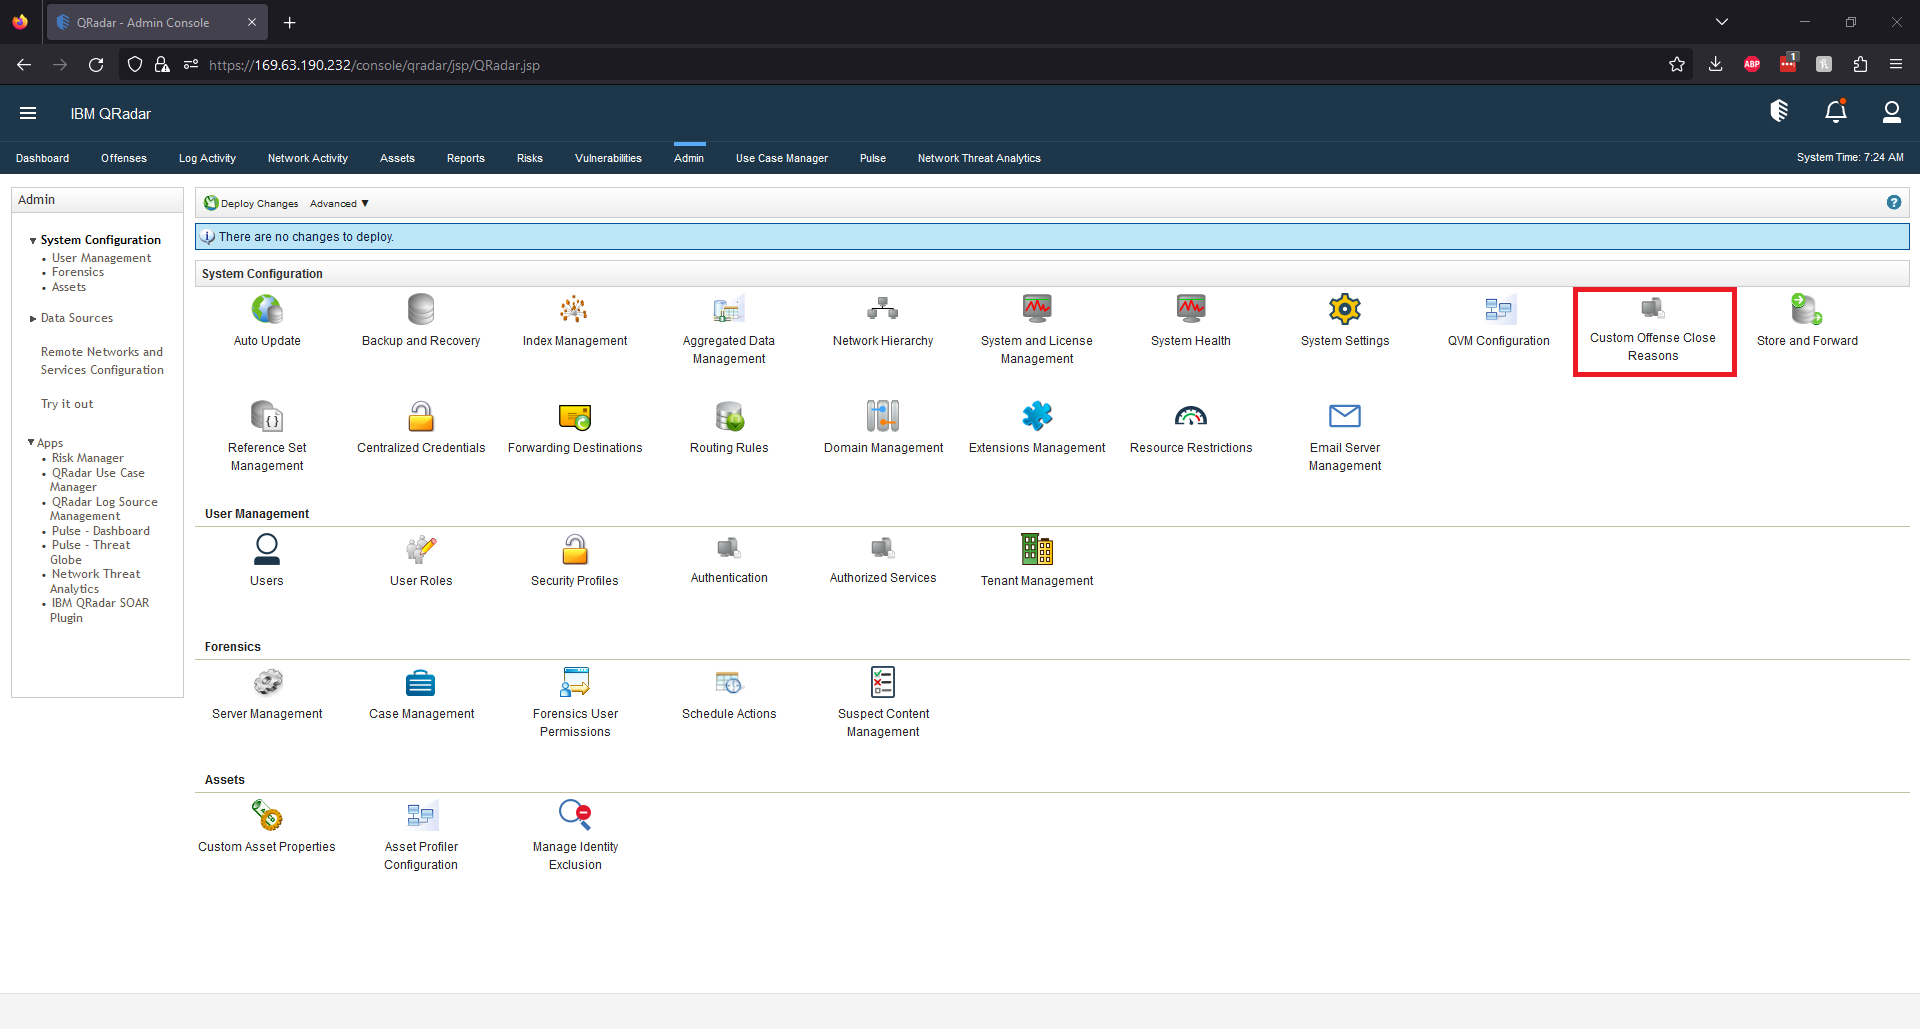 QRadar - Admin Console
https://169.63.190.232/console/qradar/jsp/QRadar.jsp
ABP
1
IBM QRadar
Dashboard Offenses Log Activity Network Activity Assets Reports Risks Vulnerabilities Admin Use Case Manager Pulse Network Threat Analytics System Time: 7:24 AM
Admin
System Configuration
User Management
Forensics
Assets
Data Sources
Remote Networks and
Services Configuration
Try it out
Apps
Risk Manager
QRadar Use Case
Manager
QRadar Log Source
Management
Pulse - Dashboard
Pulse - Threat
Globe
Network Threat
Analytics
IBM QRadar SOAR
Plugin
Deploy Changes Advanced ▼ ?
There are no changes to deploy.
System Configuration
Auto Update
Backup and Recovery
Index Management
Aggregated Data
Management
Network Hierarchy
System and License
Management
System Health
System Settings
QVM Configuration
Custom Offense Close
Reasons
Store and Forward
Reference Set
Management
Centralized Credentials
Forwarding Destinations
Routing Rules
Domain Management
Extensions Management
Resource Restrictions
Email Server
Management
User Management
Users
User Roles
Security Profiles
Authentication
Authorized Services
Tenant Management
Forensics
Server Management
Case Management
Forensics User
Permissions
Schedule Actions
Suspect Content
Management
Assets
Custom Asset Properties
Asset Profiler
Configuration
Manage Identity
Exclusion